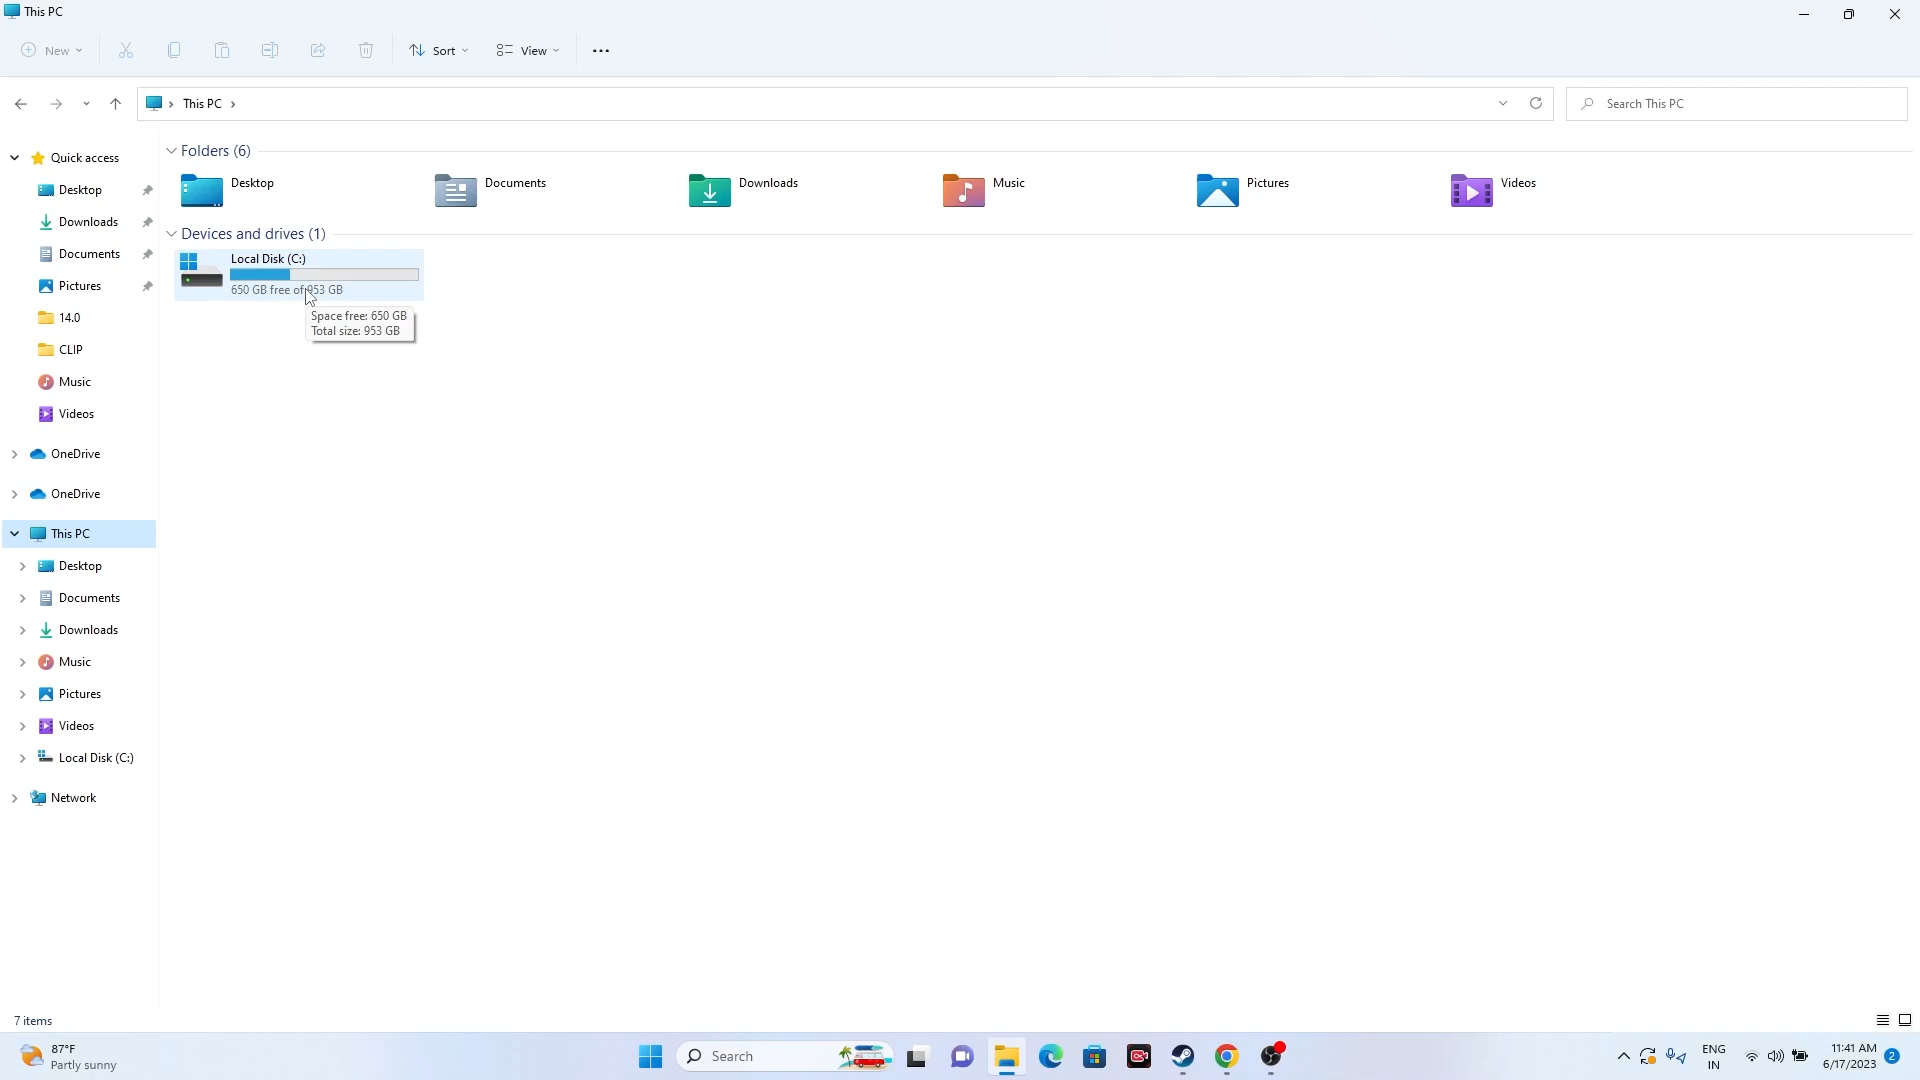 This PC
New
Sort
View
This PC
Search This PC
Quick access
Desktop
Downloads
Documents
Pictures
14.0
CLIP
Music
Videos
OneDrive
OneDrive
This PC
Desktop
Documents
Downloads
Music
Pictures
Videos
Local Disk (C:)
Network
Folders (6)
Desktop
Documents
Downloads
Music
Pictures
Videos
Devices and drives (1)
Local Disk (C:)
650 GB free of 953 GB
Space free: 650 GB
Total size: 953 GB
7 items
87°F
Partly sunny
Search
ENG
IN
11:41 AM
6/17/2023
2